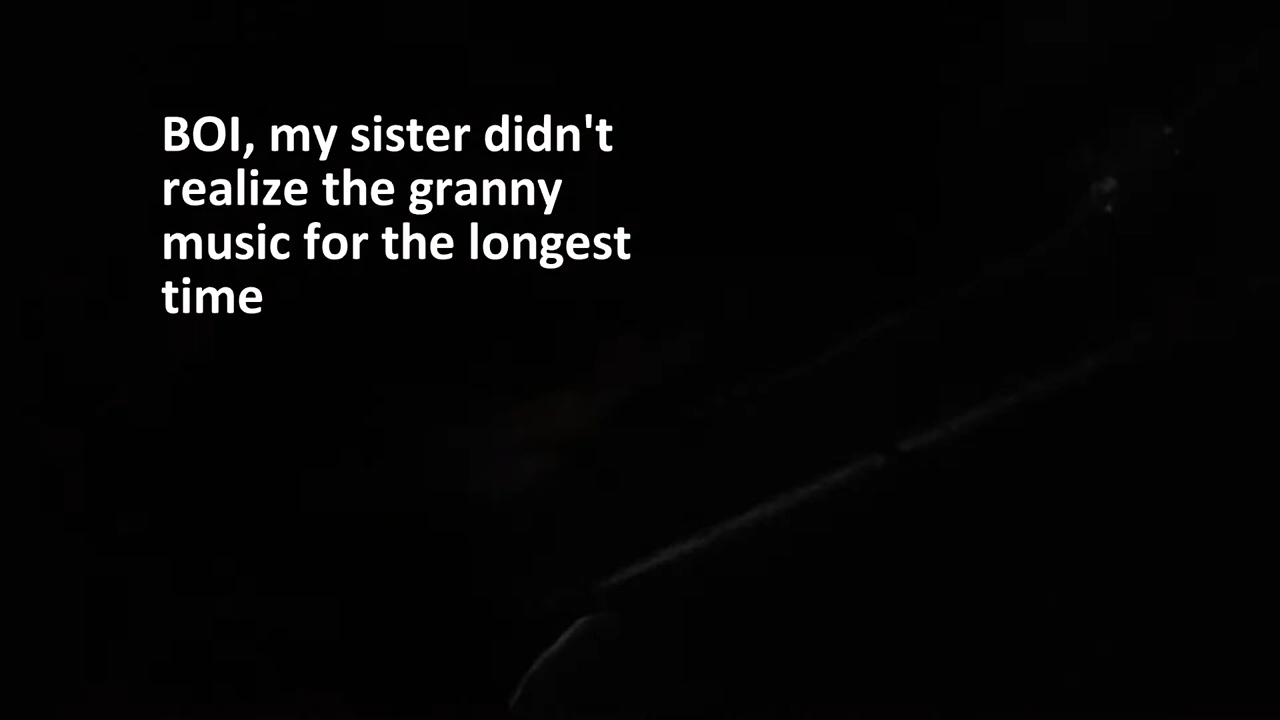 BOI, my sister didn't
realize the granny
music for the longest
time